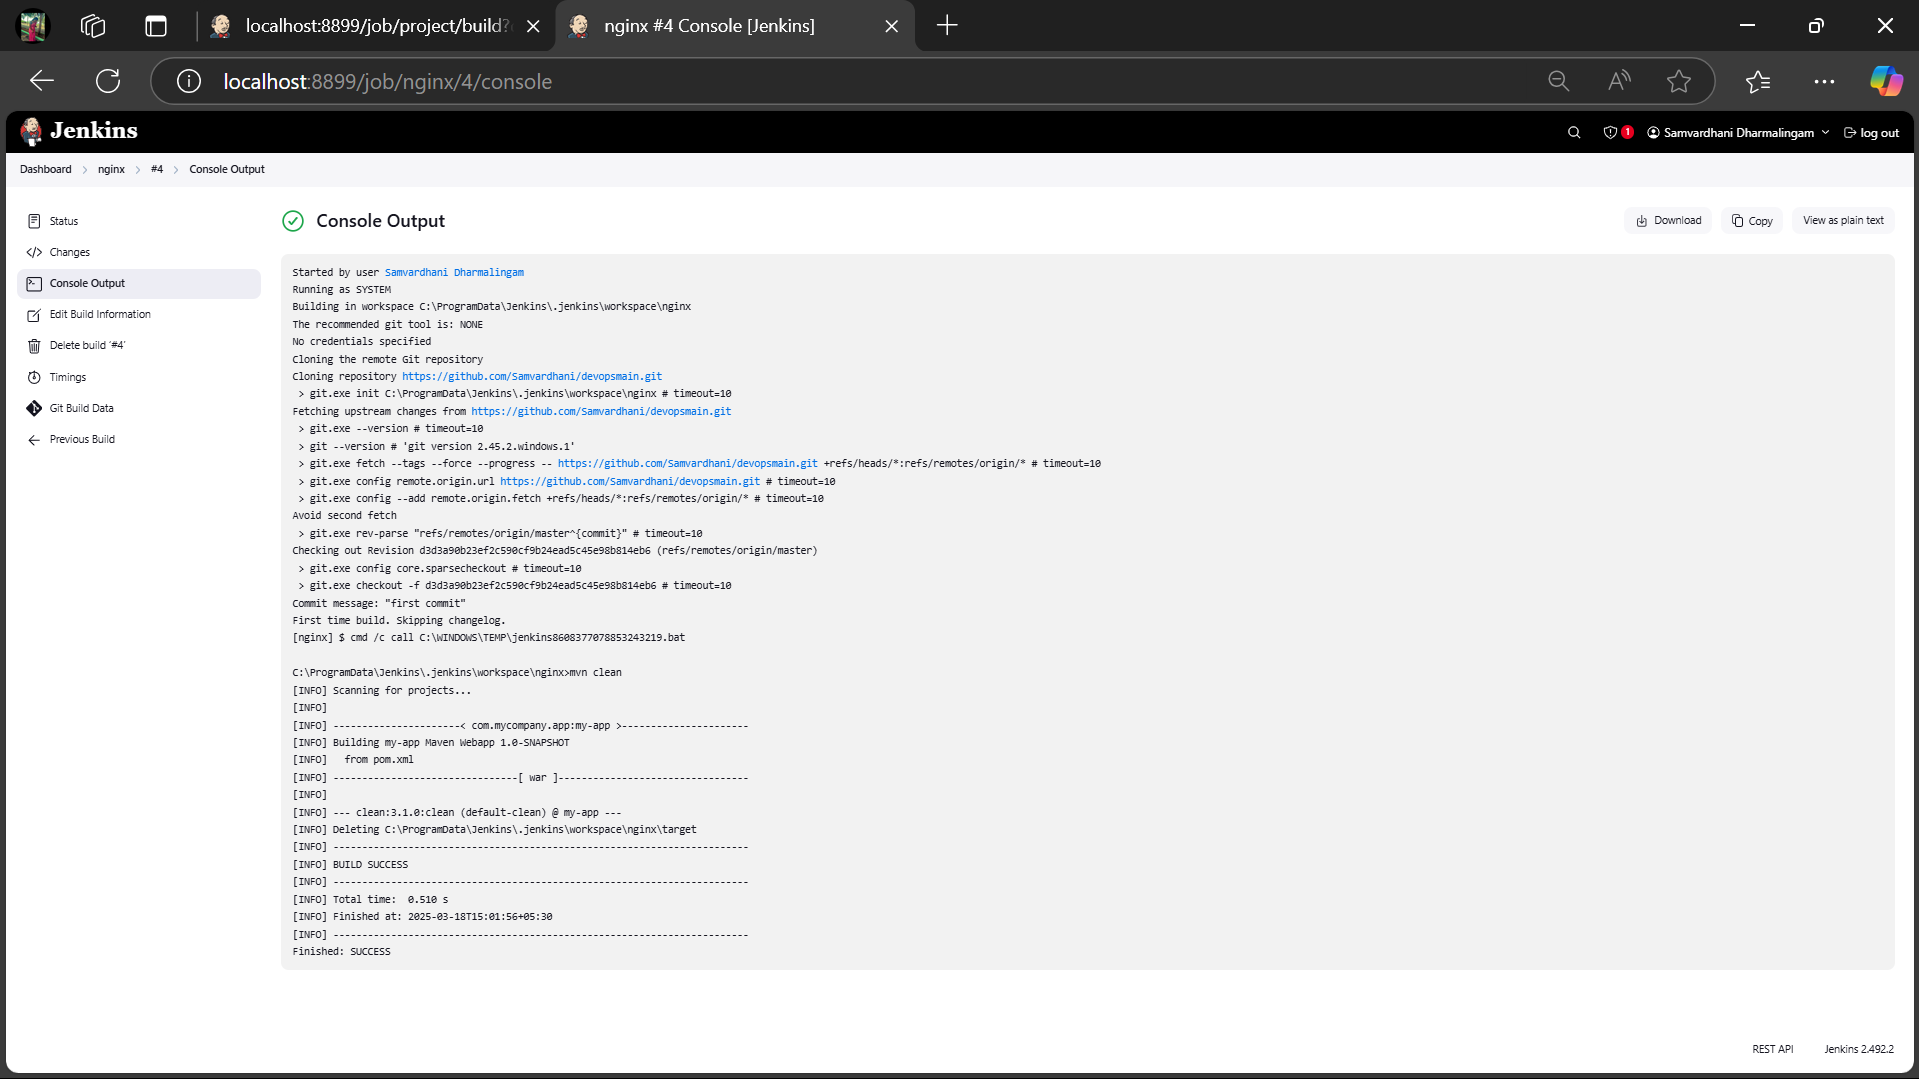 localhost:8899/job/project/build?
nginx #4 Console [Jenkins]
localhost:8899/job/nginx/4/console
Jenkins
1
Samvardhani Dharmalingam
log out
Dashboard > nginx > #4 > Console Output
Status
Changes
Console Output
Edit Build Information
Delete build '#4'
Timings
Git Build Data
Previous Build
Console Output
Download
Copy
View as plain text
Started by user Samvardhani Dharmalingam
Running as SYSTEM
Building in workspace C:\ProgramData\Jenkins\.jenkins\workspace\nginx
The recommended git tool is: NONE
No credentials specified
Cloning the remote Git repository
Cloning repository https://github.com/Samvardhani/devopsmain.git
 > git.exe init C:\ProgramData\Jenkins\.jenkins\workspace\nginx # timeout=10
Fetching upstream changes from https://github.com/Samvardhani/devopsmain.git
 > git.exe --version # timeout=10
 > git --version # 'git version 2.45.2.windows.1'
 > git.exe fetch --tags --force --progress -- https://github.com/Samvardhani/devopsmain.git +refs/heads/*:refs/remotes/origin/* # timeout=10
 > git.exe config remote.origin.url https://github.com/Samvardhani/devopsmain.git # timeout=10
 > git.exe config --add remote.origin.fetch +refs/heads/*:refs/remotes/origin/* # timeout=10
Avoid second fetch
 > git.exe rev-parse "refs/remotes/origin/master^{commit}" # timeout=10
Checking out Revision d3d3a90b23ef2c590cf9b24ead5c45e98b814eb6 (refs/remotes/origin/master)
 > git.exe config core.sparsecheckout # timeout=10
 > git.exe checkout -f d3d3a90b23ef2c590cf9b24ead5c45e98b814eb6 # timeout=10
Commit message: "first commit"
First time build. Skipping changelog.
[nginx] $ cmd /c call C:\WINDOWS\TEMP\jenkins8608377078853243219.bat
C:\ProgramData\Jenkins\.jenkins\workspace\nginx>mvn clean
[INFO] Scanning for projects...
[INFO]
[INFO] ----------------------< com.mycompany.app:my-app >----------------------
[INFO] Building my-app Maven Webapp 1.0-SNAPSHOT
[INFO]   from pom.xml
[INFO] --------------------------------[ war ]---------------------------------
[INFO]
[INFO] --- clean:3.1.0:clean (default-clean) @ my-app ---
[INFO] Deleting C:\ProgramData\Jenkins\.jenkins\workspace\nginx\target
[INFO] ------------------------------------------------------------------------
[INFO] BUILD SUCCESS
[INFO] ------------------------------------------------------------------------
[INFO] Total time:  0.510 s
[INFO] Finished at: 2025-03-18T15:01:56+05:30
[INFO] ------------------------------------------------------------------------
Finished: SUCCESS
REST API
Jenkins 2.492.2